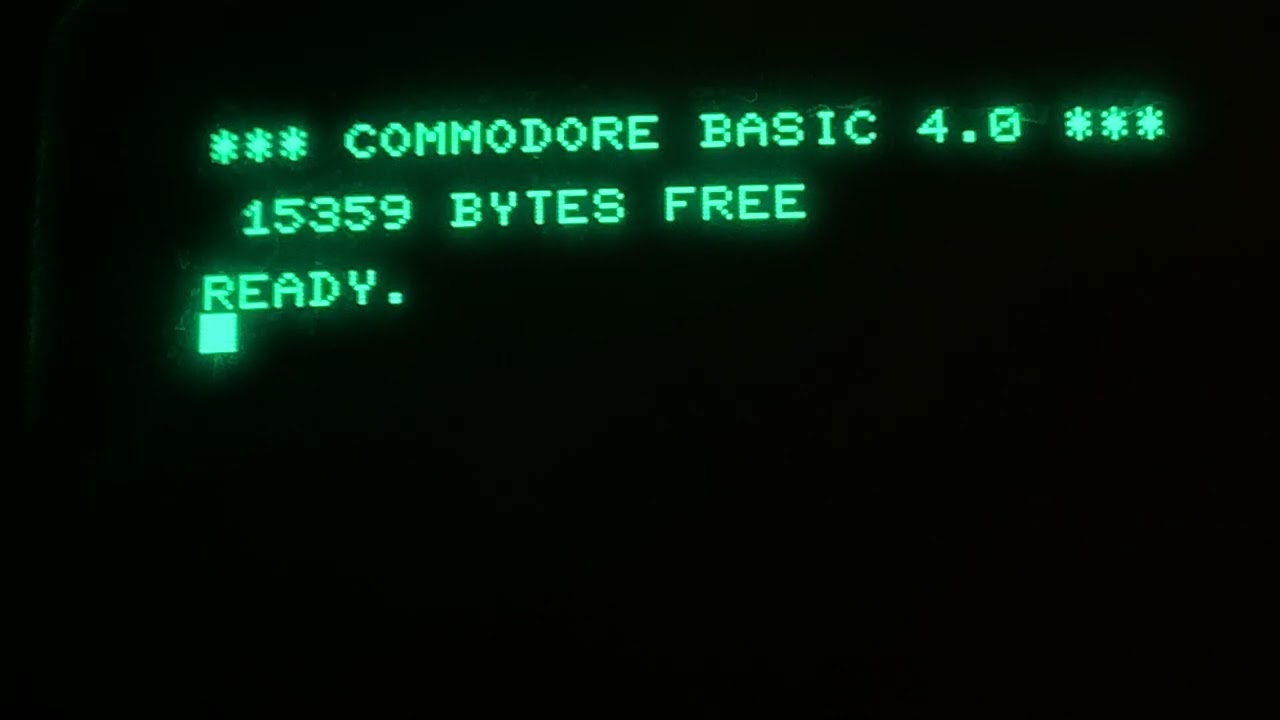 *** COMMODORE BASIC 4.0 ***
15359 BYTES FREE
READY.